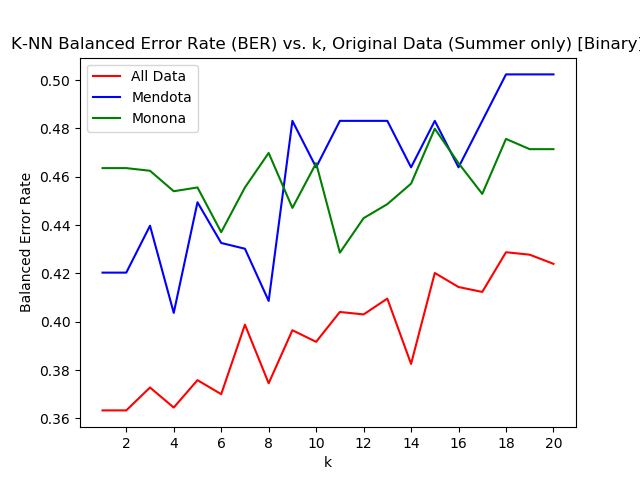 K-NN Balanced Error Rate (BER) vs. k, Original Data (Summer only) [Binary]
All Data
Mendota
Monona
0.50
0.48
0.46
0.44
0.42
0.40
0.38
0.36
Balanced Error Rate
2 4 6 8 10 12 14 16 18 20
k